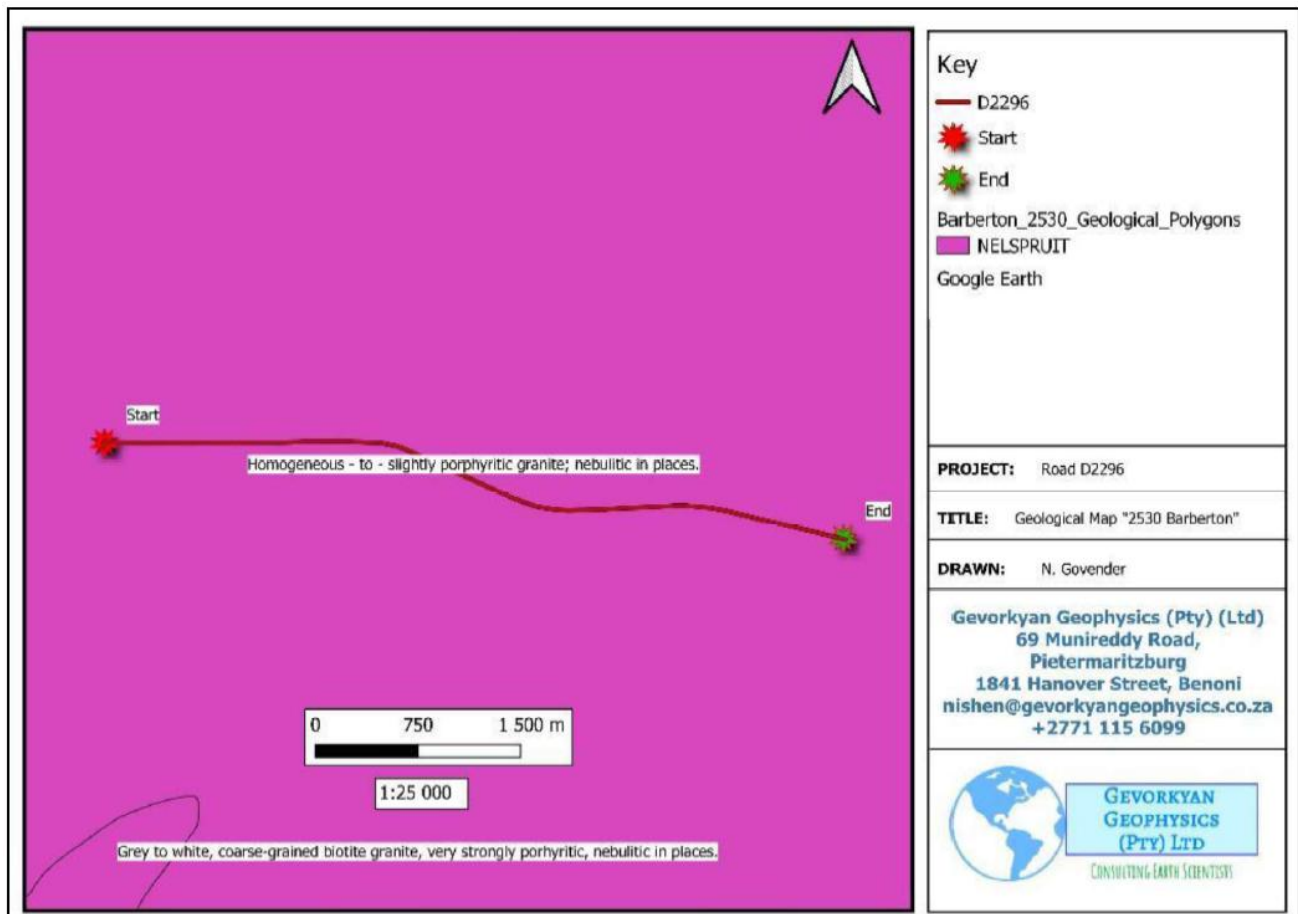 Start
Homogeneous - to - slightly porphyritic granite; nebulitic in places.
End
0 750 1 500 m
1:25 000
Grey to white, coarse-grained biotite granite, very strongly porhyritic, nebulitic in places.
Key
D2296
Start
End
Barberton_2530_Geological_Polygons
NELSPRUIT
Google Earth
PROJECT: Road D2296
TITLE: Geological Map "2530 Barberton"
DRAWN: N. Govender
Gevorkyan Geophysics (Pty) (Ltd)
69 Munireddy Road,
Pietermaritzburg
1841 Hanover Street, Benoni
nishen@gevorkyangeophysics.co.za
+2771 115 6099
GEVORKYAN
GEOPHYSICS
(PTY) LTD
CONSULTING EARTH SCIENTISTS